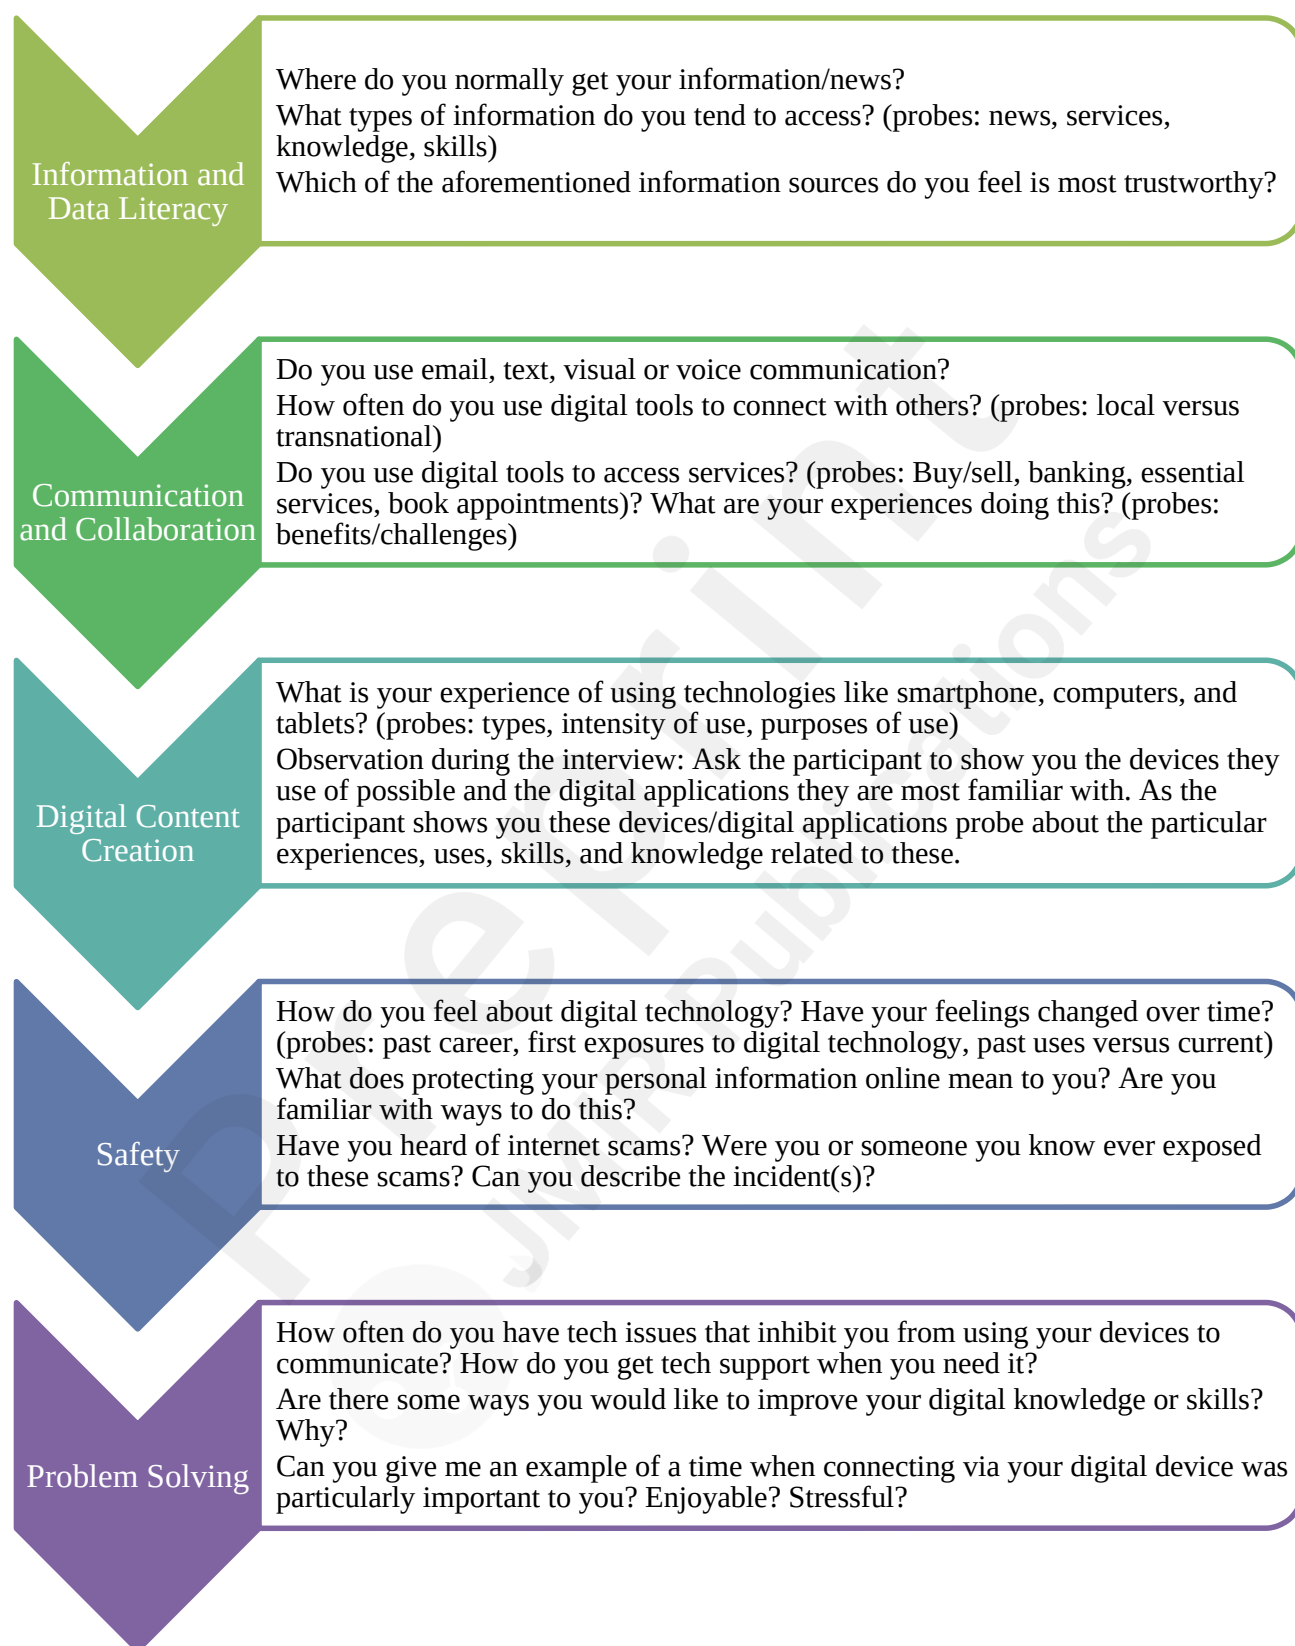 Information and
Data Literacy
Where do you normally get your information/news?
What types of information do you tend to access? (probes: news, services,
knowledge, skills)
Which of the aforementioned information sources do you feel is most trustworthy?
Communication
and Collaboration
Do you use email, text, visual or voice communication?
How often do you use digital tools to connect with others? (probes: local versus
transnational)
Do you use digital tools to access services? (probes: Buy/sell, banking, essential
services, book appointments)? What are your experiences doing this? (probes:
benefits/challenges)
Digital Content
Creation
What is your experience of using technologies like smartphone, computers, and
tablets? (probes: types, intensity of use, purposes of use)
Observation during the interview: Ask the participant to show you the devices they
use of possible and the digital applications they are most familiar with. As the
participant shows you these devices/digital applications probe about the particular
experiences, uses, skills, and knowledge related to these.
Safety
How do you feel about digital technology? Have your feelings changed over time?
(probes: past career, first exposures to digital technology, past uses versus current)
What does protecting your personal information online mean to you? Are you
familiar with ways to do this?
Have you heard of internet scams? Were you or someone you know ever exposed
to these scams? Can you describe the incident(s)?
Problem Solving
How often do you have tech issues that inhibit you from using your devices to
communicate? How do you get tech support when you need it?
Are there some ways you would like to improve your digital knowledge or skills?
Why?
Can you give me an example of a time when connecting via your digital device was
particularly important to you? Enjoyable? Stressful?
Preprint
JMIR Publications